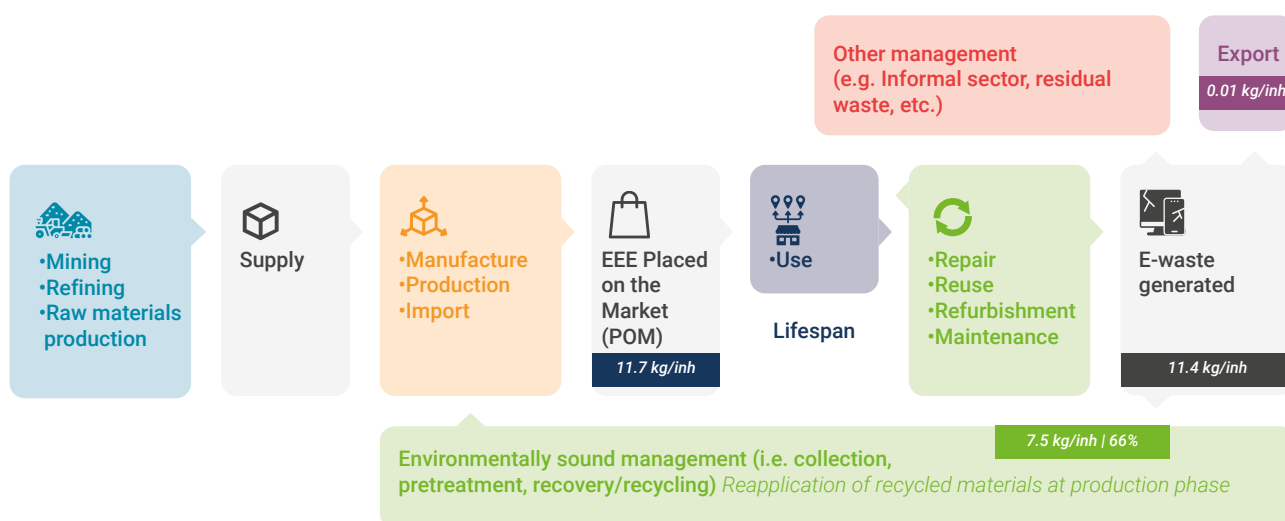 Other management
(e.g. Informal sector, residual
waste, etc.)
Export
0.01 kg/inh
•Mining
•Refining
•Raw materials
production
Supply
•Manufacture
•Production
•Import
EEE Placed
on the
Market
(POM)
11.7 kg/inh
•Use
Lifespan
•Repair
•Reuse
•Refurbishment
•Maintenance
E-waste
generated
11.4 kg/inh
7.5 kg/inh | 66%
Environmentally sound management (i.e. collection,
pretreatment, recovery/recycling) Reapplication of recycled materials at production phase